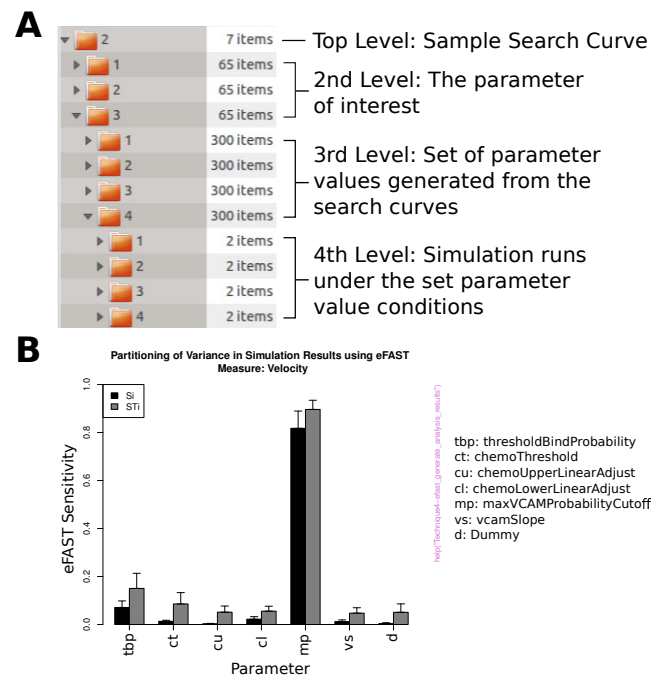 A
2 7 items
1 65 items
2 65 items
3 65 items
1 300 items
2 300 items
3 300 items
4 300 items
1 2 items
2 2 items
3 2 items
4 2 items
Top Level: Sample Search Curve
2nd Level: The parameter
of interest
3rd Level: Set of parameter
values generated from the
search curves
4th Level: Simulation runs
under the set parameter
value conditions
B
Partitioning of Variance in Simulation Results using eFAST
Measure: Velocity
Si
STi
eFAST Sensitivity
1.0
0.8
0.6
0.4
0.2
0.0
tbp
ct
cu
cl
mp
vs
d
Parameter
help("Technique4-efast_generate_analysis_results")
tbp: thresholdBindProbability
ct: chemoThreshold
cu: chemoUpperLinearAdjust
cl: chemoLowerLinearAdjust
mp: maxVCAMProbabilityCutoff
vs: vcamSlope
d: Dummy